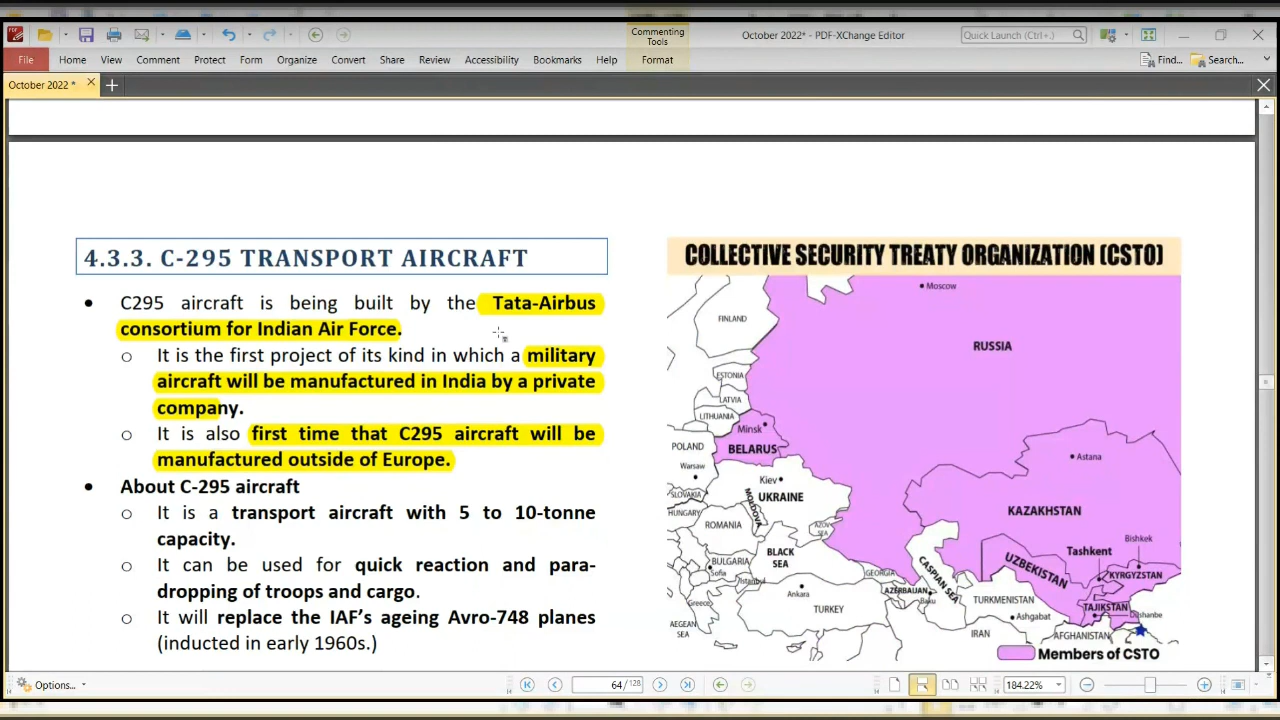 Commenting
Tools
October 2022* - PDF-XChange Editor
Quick Launch (Ctrl+.)
File Home View Comment Protect Form Organize Convert Share Review Accessibility Bookmarks Help Format
Find...
Search...
October 2022 *
4.3.3. C-295 TRANSPORT AIRCRAFT
• C295 aircraft is being built by the Tata-Airbus
consortium for Indian Air Force.
o It is the first project of its kind in which a military
aircraft will be manufactured in India by a private
company.
o It is also first time that C295 aircraft will be
manufactured outside of Europe.
• About C-295 aircraft
o It is a transport aircraft with 5 to 10-tonne
capacity.
o It can be used for quick reaction and para-
dropping of troops and cargo.
o It will replace the IAF's ageing Avro-748 planes
(inducted in early 1960s.)
COLLECTIVE SECURITY TREATY ORGANIZATION (CSTO)
Moscow
FINLAND
RUSSIA
ESTONIA
LATVIA
LITHUANIA
Minsk
BELARUS
POLAND
Warsaw
Astana
Kiev
UKRAINE
SLOVAKIA
MOLDOVA
HUNGARY
KAZAKHSTAN
ROMANIA
AZOV
SEA
Bishkek
BLACK
SEA
Tashkent
BULGARIA
Sofia
Istanbul
GEORGIA
CASPIAN SEA
UZBEKISTAN
KYRGYZSTAN
Ankara
AZERBAIJAN
Baku
TURKMENISTAN
Greece
TURKEY
TAJIKISTAN
Dushanbe
Ashgabat
AEGEAN
SEA
IRAN
AFGHANISTAN
Members of CSTO
Options...
64 / 128
184.22%